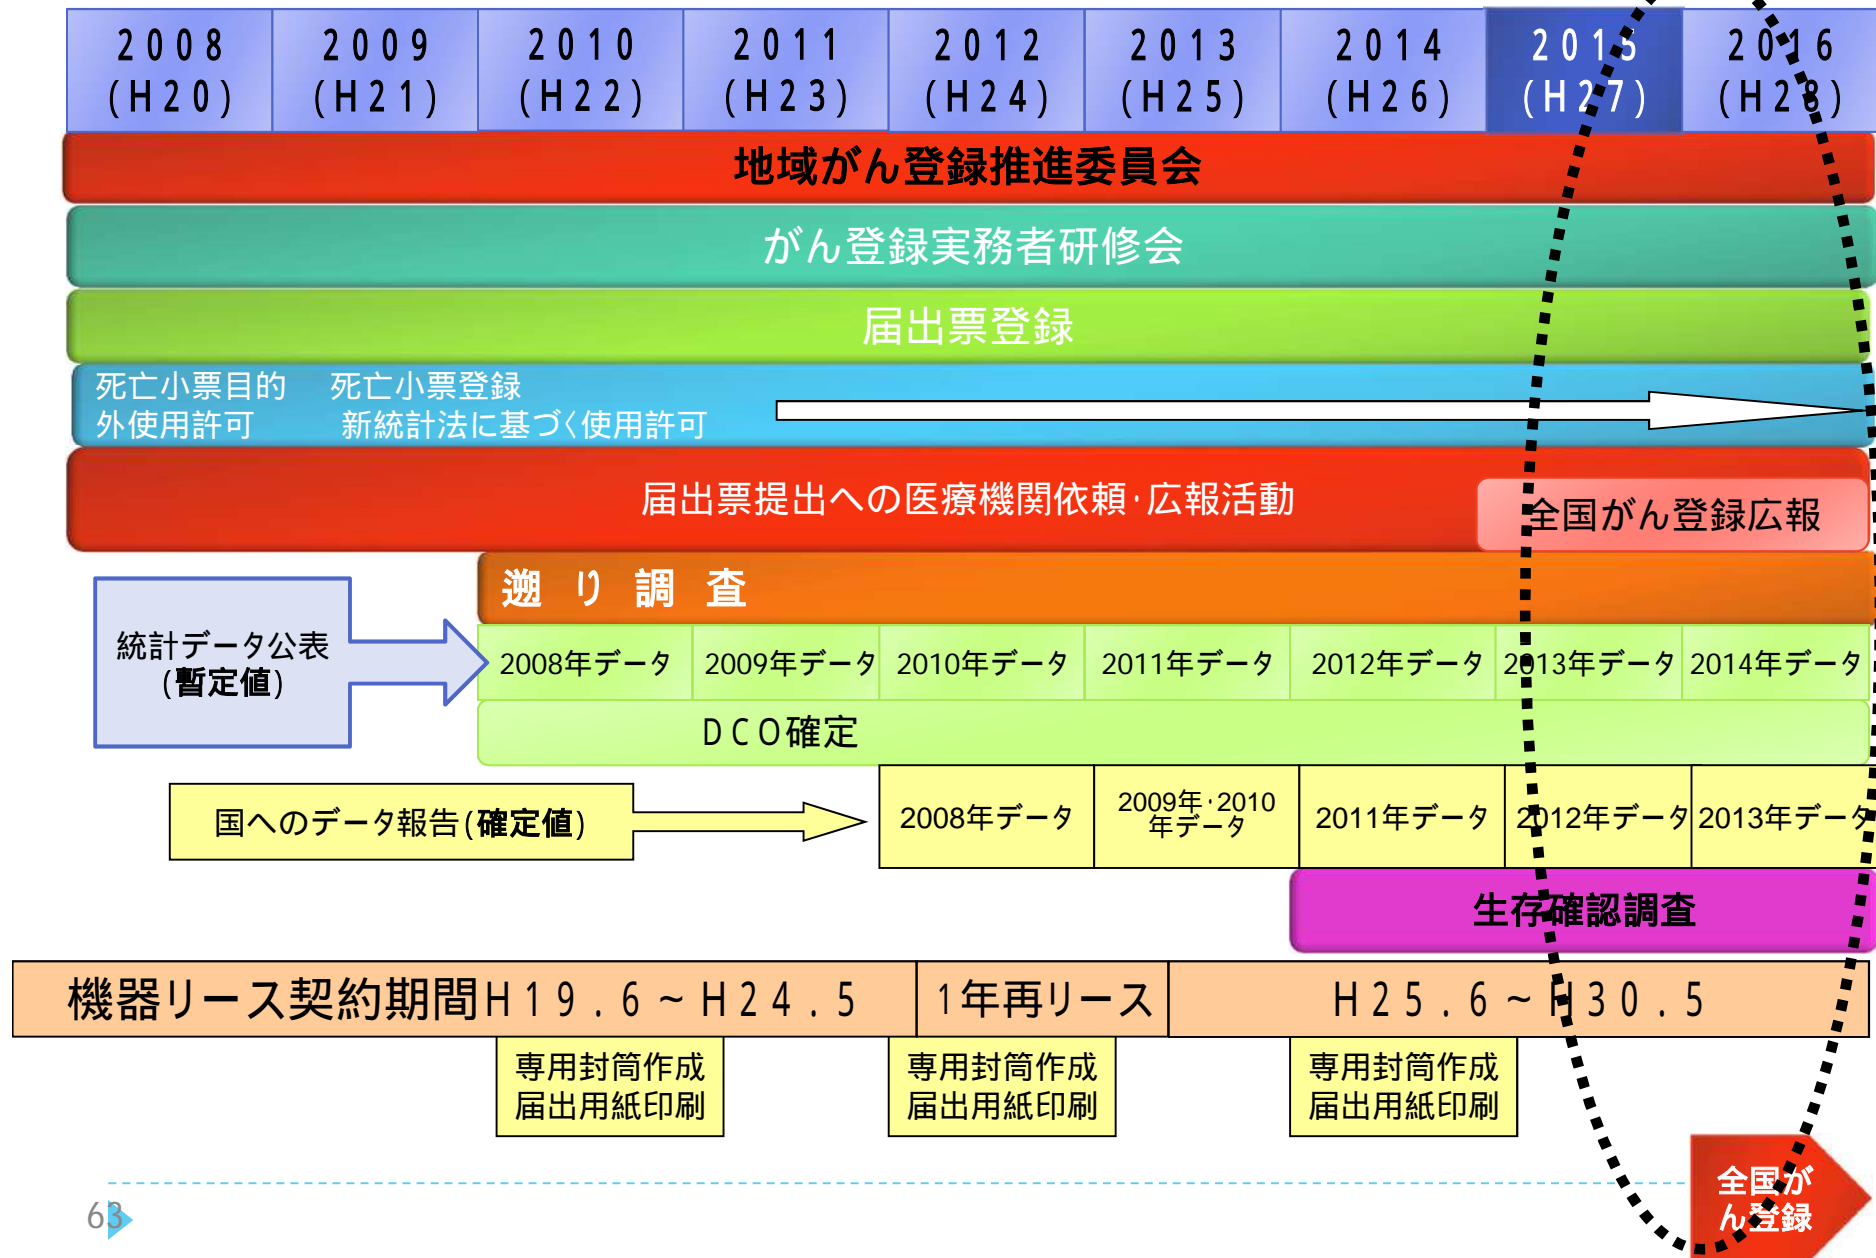 2008 2009 2010 2011 2012 2013 2014 2015 2016
(H20) (H21) (H22) (H23) (H24) (H25) (H26) (H27) (H28)
地域がん登録推進委員会
がん登録実務者研修会
届出票登録
死亡小票目的 死亡小票登録
外使用許可 新統計法に基づく使用許可
届出票提出への医療機関依頼・広報活動
全国がん登録広報
遡り調査
統計データ公表
(暫定値)
2008年データ 2009年データ 2010年データ 2011年データ 2012年データ 2013年データ 2014年データ
DCO確定
国へのデータ報告(確定値)
2008年データ
2009年・2010
年データ
2011年データ 2012年データ 2013年データ
生存確認調査
機器リース契約期間H19.6~H24.5 1年再リース H25.6~H30.5
専用封筒作成
届出用紙印刷
専用封筒作成
届出用紙印刷
専用封筒作成
届出用紙印刷
全国が
ん登録
63